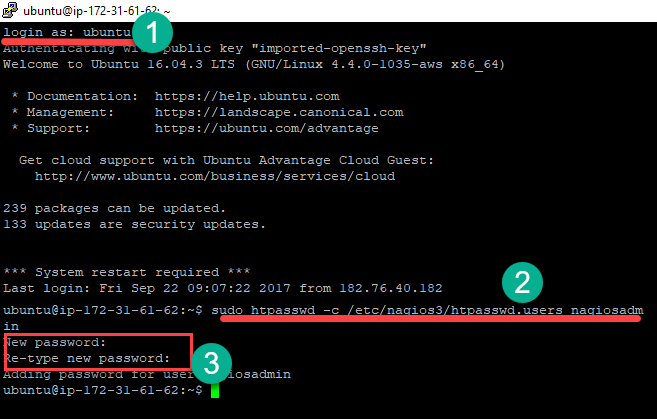 ubuntu@ip-172-31-61-62: ~
login as: ubuntu
1
Authenticating with public key "imported-openssh-key"
Welcome to Ubuntu 16.04.3 LTS (GNU/Linux 4.4.0-1035-aws x86_64)
* Documentation: https://help.ubuntu.com
* Management: https://landscape.canonical.com
* Support: https://ubuntu.com/advantage
Get cloud support with Ubuntu Advantage Cloud Guest:
http://www.ubuntu.com/business/services/cloud
239 packages can be updated.
133 updates are security updates.
*** System restart required ***
2
Last login: Fri Sep 22 09:07:22 2017 from 182.76.40.182
ubuntu@ip-172-31-61-62:~$ sudo htpasswd -c /etc/nagios3/htpasswd.users nagiosadm
in
New password:
Re-type new password:
3
Adding password for user nagiosadmin
ubuntu@ip-172-31-61-62:~$